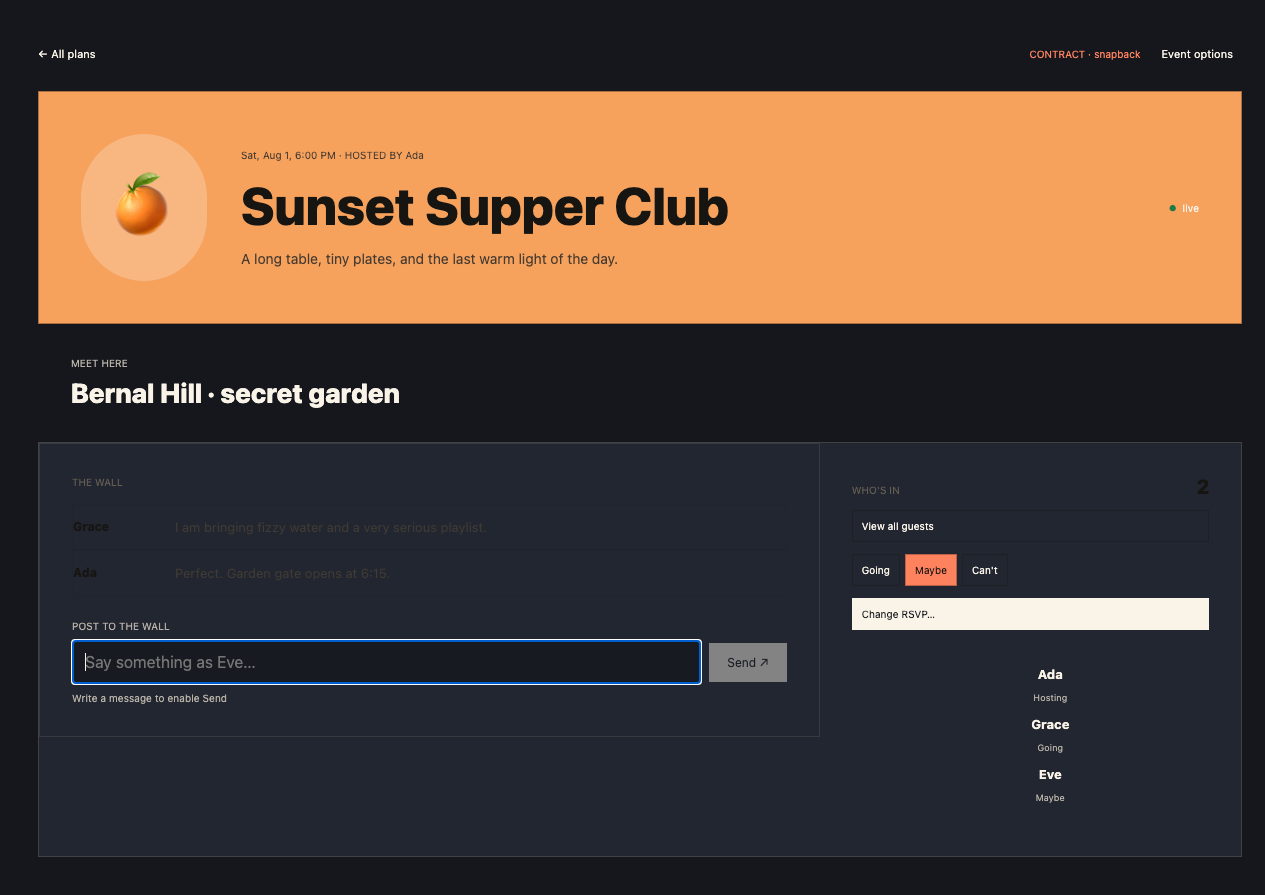 ← All plans
CONTRACT · snapback
Event options
Sat, Aug 1, 6:00 PM · HOSTED BY Ada
Sunset Supper Club
A long table, tiny plates, and the last warm light of the day.
live
MEET HERE
Bernal Hill · secret garden
THE WALL
Grace
I am bringing fizzy water and a very serious playlist.
Ada
Perfect. Garden gate opens at 6:15.
POST TO THE WALL
Say something as Eve...
Send ↗
Write a message to enable Send
WHO'S IN
2
View all guests
Going
Maybe
Can't
Change RSVP...
Ada
Hosting
Grace
Going
Eve
Maybe